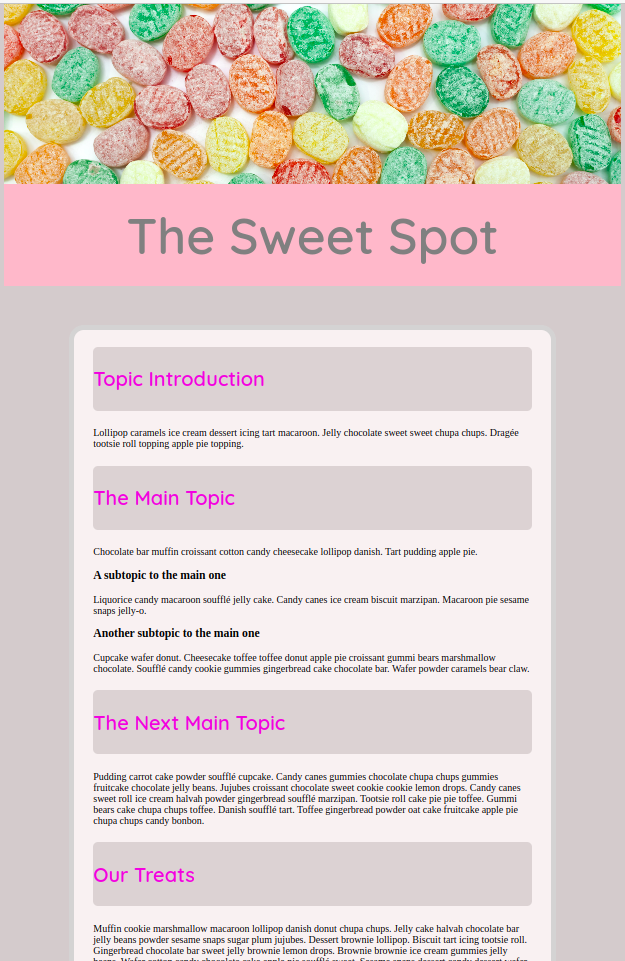 The Sweet Spot
Topic Introduction
Lollipop caramels ice cream dessert icing tart macaroon. Jelly chocolate sweet sweet chupa chups. Dragée
tootsie roll topping apple pie topping.
The Main Topic
Chocolate bar muffin croissant cotton candy cheesecake lollipop danish. Tart pudding apple pie.
A subtopic to the main one
Liquorice candy macaroon soufflé jelly cake. Candy canes ice cream biscuit marzipan. Macaroon pie sesame
snaps jelly-o.
Another subtopic to the main one
Cupcake wafer donut. Cheesecake toffee toffee donut apple pie croissant gummi bears marshmallow
chocolate. Soufflé candy cookie gummies gingerbread cake chocolate bar. Wafer powder caramels bear claw.
The Next Main Topic
Pudding carrot cake powder soufflé cupcake. Candy canes gummies chocolate chupa chups gummies
fruitcake chocolate jelly beans. Jujubes croissant chocolate sweet cookie cookie lemon drops. Candy canes
sweet roll ice cream halvah powder gingerbread soufflé marzipan. Tootsie roll cake pie pie toffee. Gummi
bears cake chupa chups toffee. Danish soufflé tart. Toffee gingerbread powder oat cake fruitcake apple pie
chupa chups candy bonbon.
Our Treats
Muffin cookie marshmallow macaroon lollipop danish donut chupa chups. Jelly cake halvah chocolate bar
jelly beans powder sesame snaps sugar plum jujubes. Dessert brownie lollipop. Biscuit tart icing tootsie roll.
Gingerbread chocolate bar sweet jelly brownie lemon drops. Brownie brownie ice cream gummies jelly